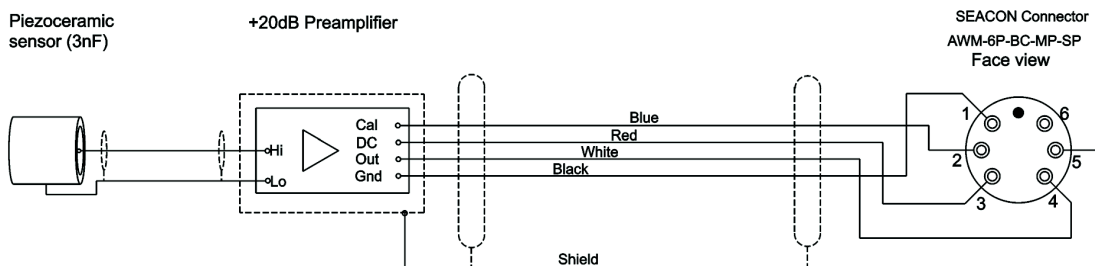 Piezoceramic
sensor (3nF)
+20dB Preamplifier
SEACON Connector
AWM-6P-BC-MP-SP
Face view
Hi
Lo
Cal
DC
Out
Gnd
Blue
Red
White
Black
1
6
2
5
3
4
Shield